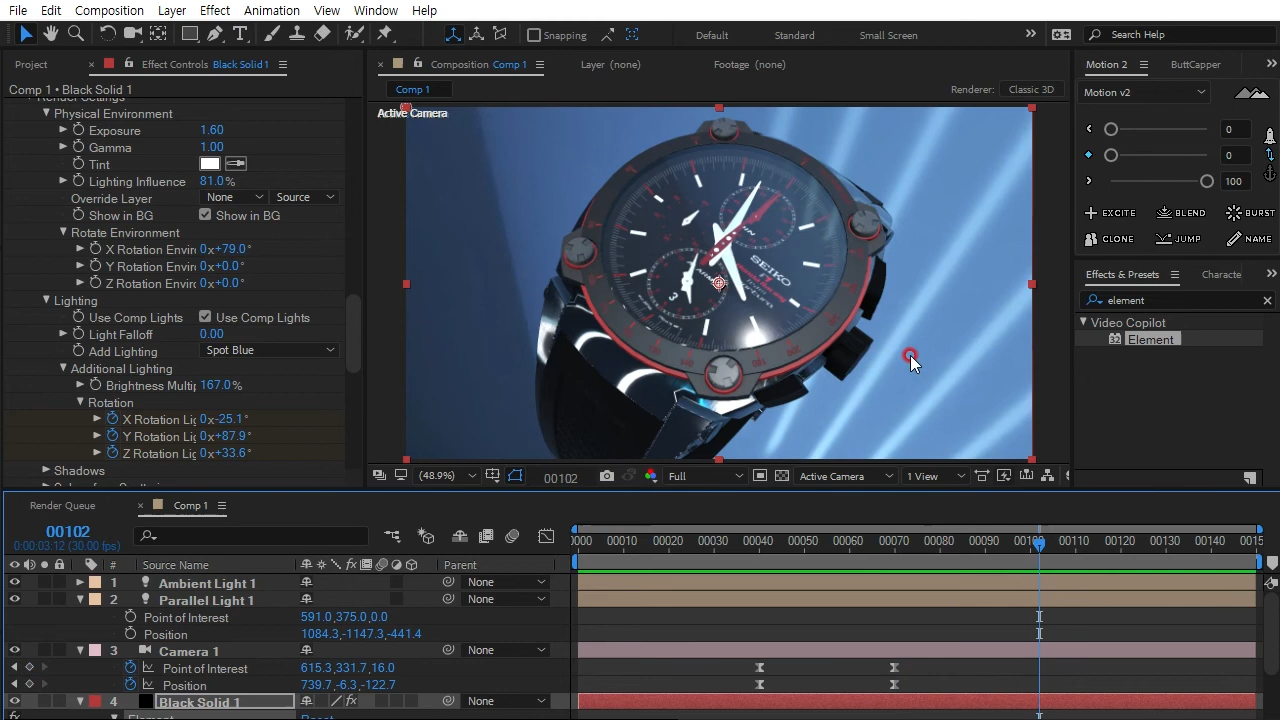 File Edit Composition Layer Effect Animation View Window Help
Snapping Default Standard Small Screen Search Help
Project Effect Controls Black Solid 1
Composition Comp 1 Layer (none) Footage (none)
Motion 2 ButtCapper
Comp 1 • Black Solid 1
Comp 1 Renderer: Classic 3D
Motion v2
Render Settings
Physical Environment
Exposure 1.60
Gamma 1.00
Tint
Lighting Influence 81.0%
Override Layer None Source
Show in BG Show in BG
Rotate Environment
X Rotation Envir 0x+79.0°
Y Rotation Envir 0x+0.0°
Z Rotation Envir 0x+0.0°
Lighting
Use Comp Lights Use Comp Lights
Light Falloff 0.00
Add Lighting Spot Blue
Additional Lighting
Brightness Multip 167.0%
Rotation
X Rotation Lig 0x-25.1°
Y Rotation Lig 0x+87.9°
Z Rotation Lig 0x+33.6°
Shadows
Active Camera
SEIKO
3
(48.9%) 00102 Full Active Camera 1 View
0
0
100
EXCITE BLEND BURST
CLONE JUMP NAME
Effects & Presets Characte
element
Video Copilot
32 Element
Render Queue Comp 1
00102
0:00:03:12 (30.00 fps)
0000 00010 00020 00030 00040 00050 00060 00070 00080 00090 00100 00110 00120 00130 00140 0015
# Source Name Parent
1 Ambient Light 1 None
2 Parallel Light 1 None
Point of Interest 591.0,375.0,0.0
Position 1084.3,-1147.3,-441.4
3 Camera 1 None
Point of Interest 615.3,331.7,16.0
Position 739.7,-6.3,-122.7
4 Black Solid 1 None
Element Reset